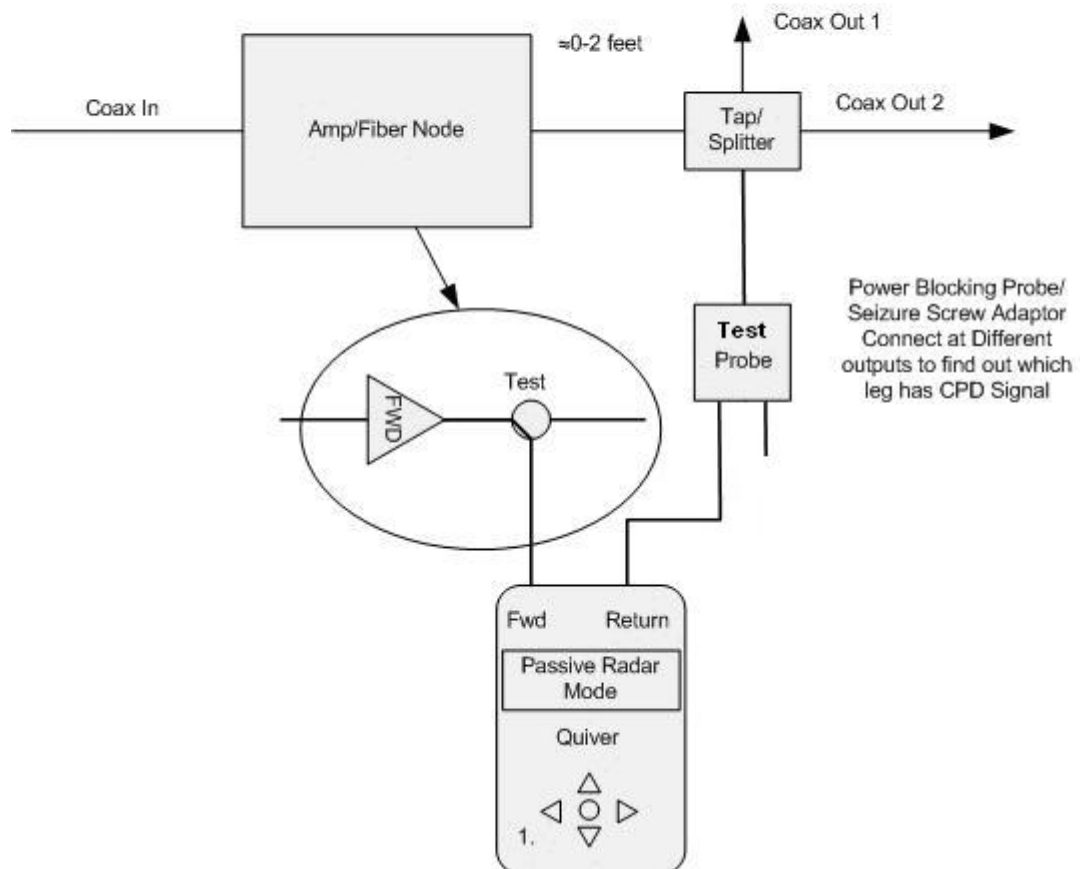 Coax Out 1
≈0-2 feet
Coax In
Amp/Fiber Node
Tap/
Splitter
Coax Out 2
Power Blocking Probe/
Seizure Screw Adaptor
Connect at Different
outputs to find out which
leg has CPD Signal
Test
Probe
Test
FWD
Fwd
Return
Passive Radar
Mode
Quiver
1.